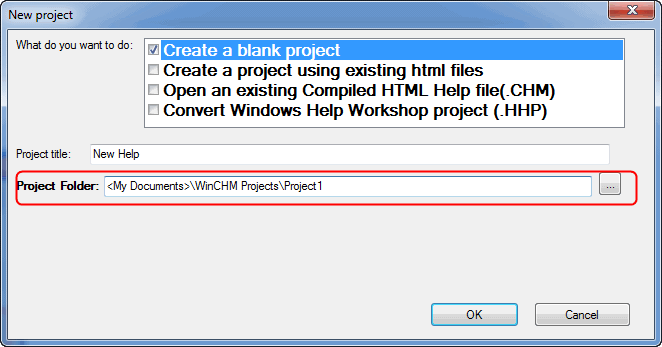 New project
What do you want to do:
Create a blank project
Create a project using existing html files
Open an existing Compiled HTML Help file(.CHM)
Convert Windows Help Workshop project (.HHP)
Project title: New Help
Project Folder: <My Documents>\WinCHM Projects\Project1 ...
OK Cancel